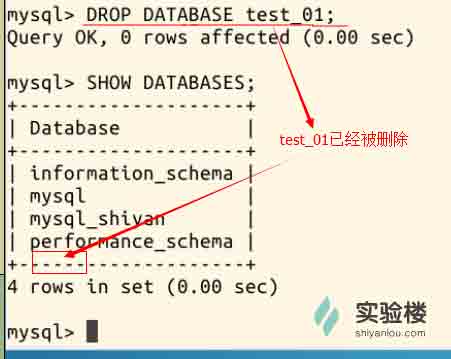 mysql> DROP DATABASE test_01;
Query OK, 0 rows affected (0.00 sec)
mysql> SHOW DATABASES;
+--------------------+
| Database           |
+--------------------+
| information_schema |
| mysql              |
| mysql_shiyan       |
| performance_schema |
+--------------------+
4 rows in set (0.00 sec)
mysql>
test_01已经被删除
实验楼
shiyanlou.com